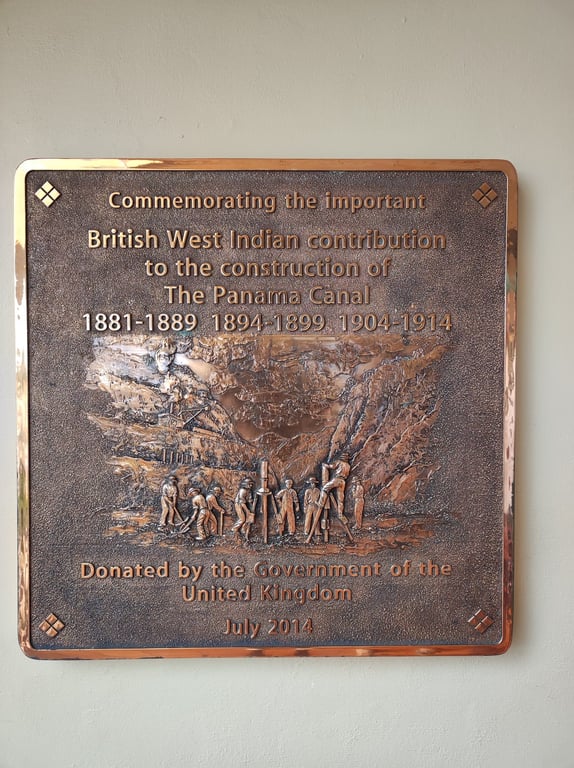 Commemorating the important
British West Indian contribution
to the construction of
The Panama Canal
1881-1889 1894-1899 1904-1914
Donated by the Government of the
United Kingdom
July 2014